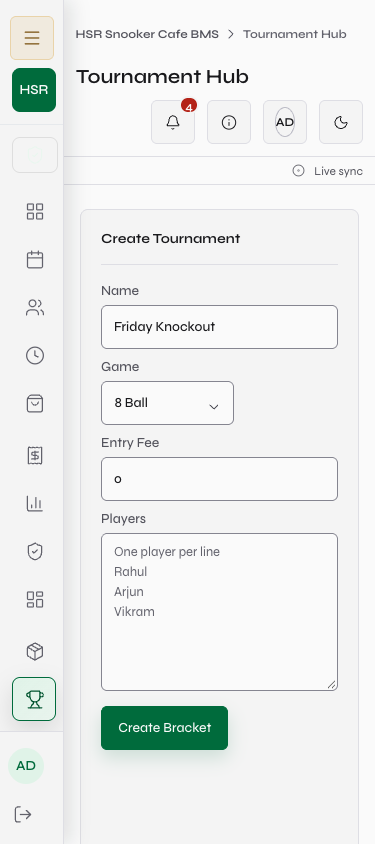 HSR Snooker Cafe BMS > Tournament Hub
HSR
Tournament Hub
4
AD
Live sync
Create Tournament
Name
Friday Knockout
Game
8 Ball
Entry Fee
0
Players
One player per line
Rahul
Arjun
Vikram
Create Bracket
AD